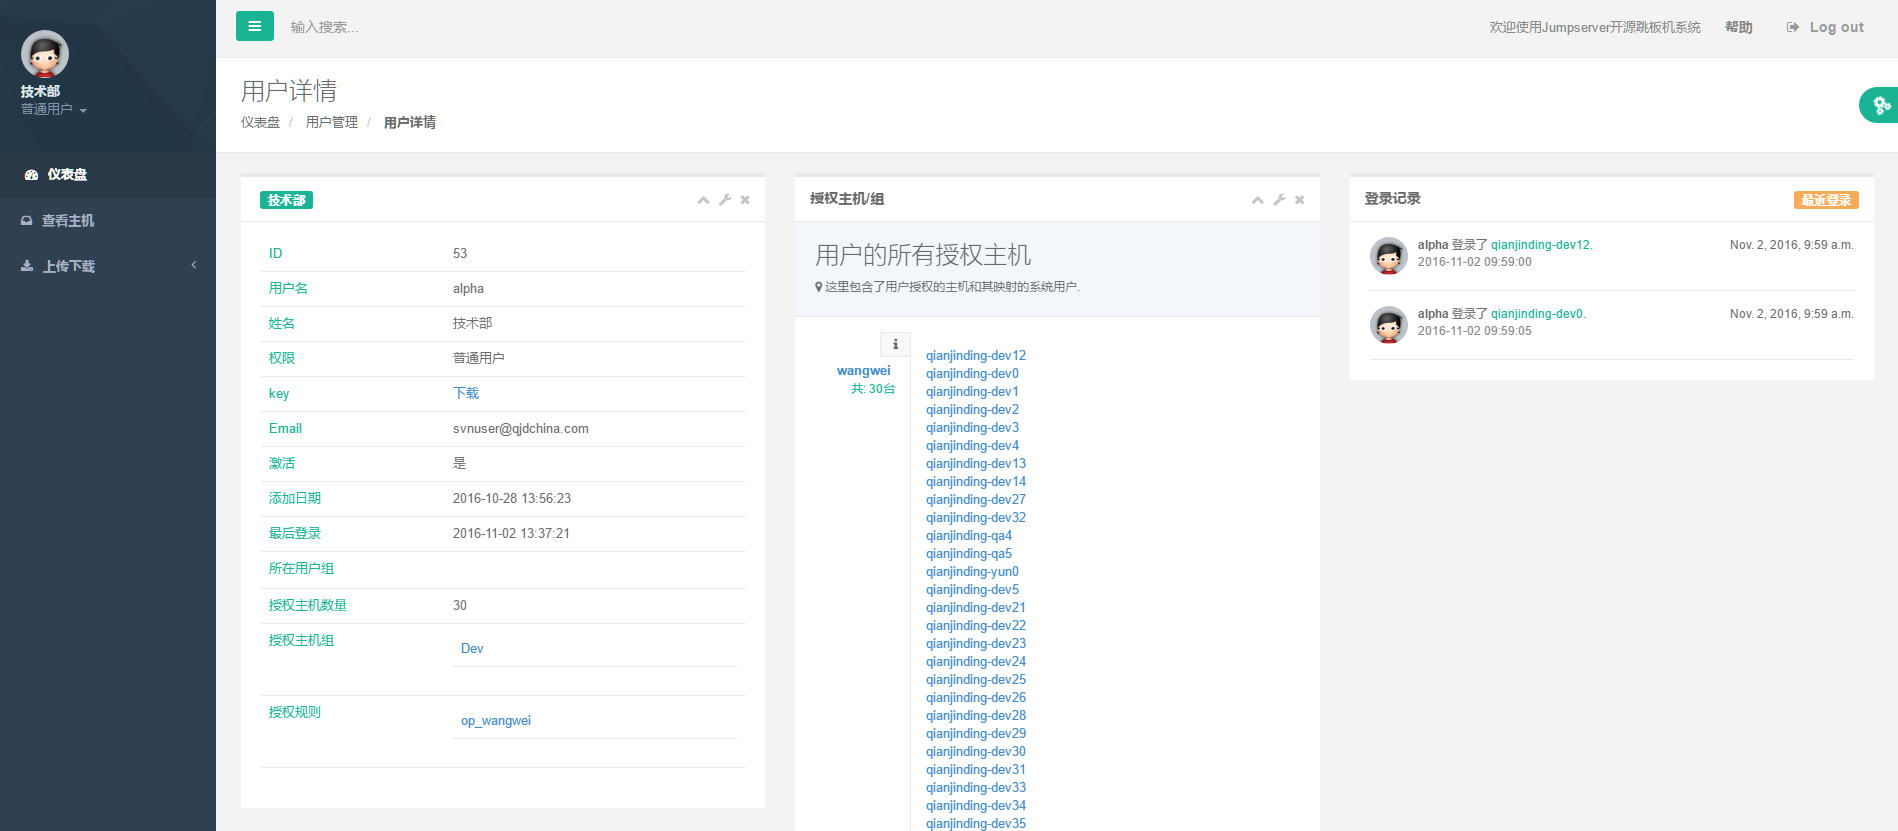 技术部
普通用户
仪表盘
查看主机
上传下载
输入搜索...
欢迎使用Jumpserver开源跳板机系统 帮助 Log out
用户详情
仪表盘 / 用户管理 / 用户详情
技术部
ID 53
用户名 alpha
姓名 技术部
权限 普通用户
key 下载
Email svnuser@qjdchina.com
激活 是
添加日期 2016-10-28 13:56:23
最后登录 2016-11-02 13:37:21
所在用户组
授权主机数量 30
授权主机组 Dev
授权规则 op_wangwei
授权主机/组
用户的所有授权主机
这里包含了用户授权的主机和其映射的系统用户.
wangwei
共: 30台
qianjinding-dev12
qianjinding-dev0
qianjinding-dev1
qianjinding-dev2
qianjinding-dev3
qianjinding-dev4
qianjinding-dev13
qianjinding-dev14
qianjinding-dev27
qianjinding-dev32
qianjinding-qa4
qianjinding-qa5
qianjinding-yun0
qianjinding-dev5
qianjinding-dev21
qianjinding-dev22
qianjinding-dev23
qianjinding-dev24
qianjinding-dev25
qianjinding-dev26
qianjinding-dev28
qianjinding-dev29
qianjinding-dev30
qianjinding-dev31
qianjinding-dev33
qianjinding-dev34
qianjinding-dev35
登录记录 最近登录
alpha 登录了 qianjinding-dev12. Nov. 2, 2016, 9:59 a.m.
2016-11-02 09:59:00
alpha 登录了 qianjinding-dev0. Nov. 2, 2016, 9:59 a.m.
2016-11-02 09:59:05